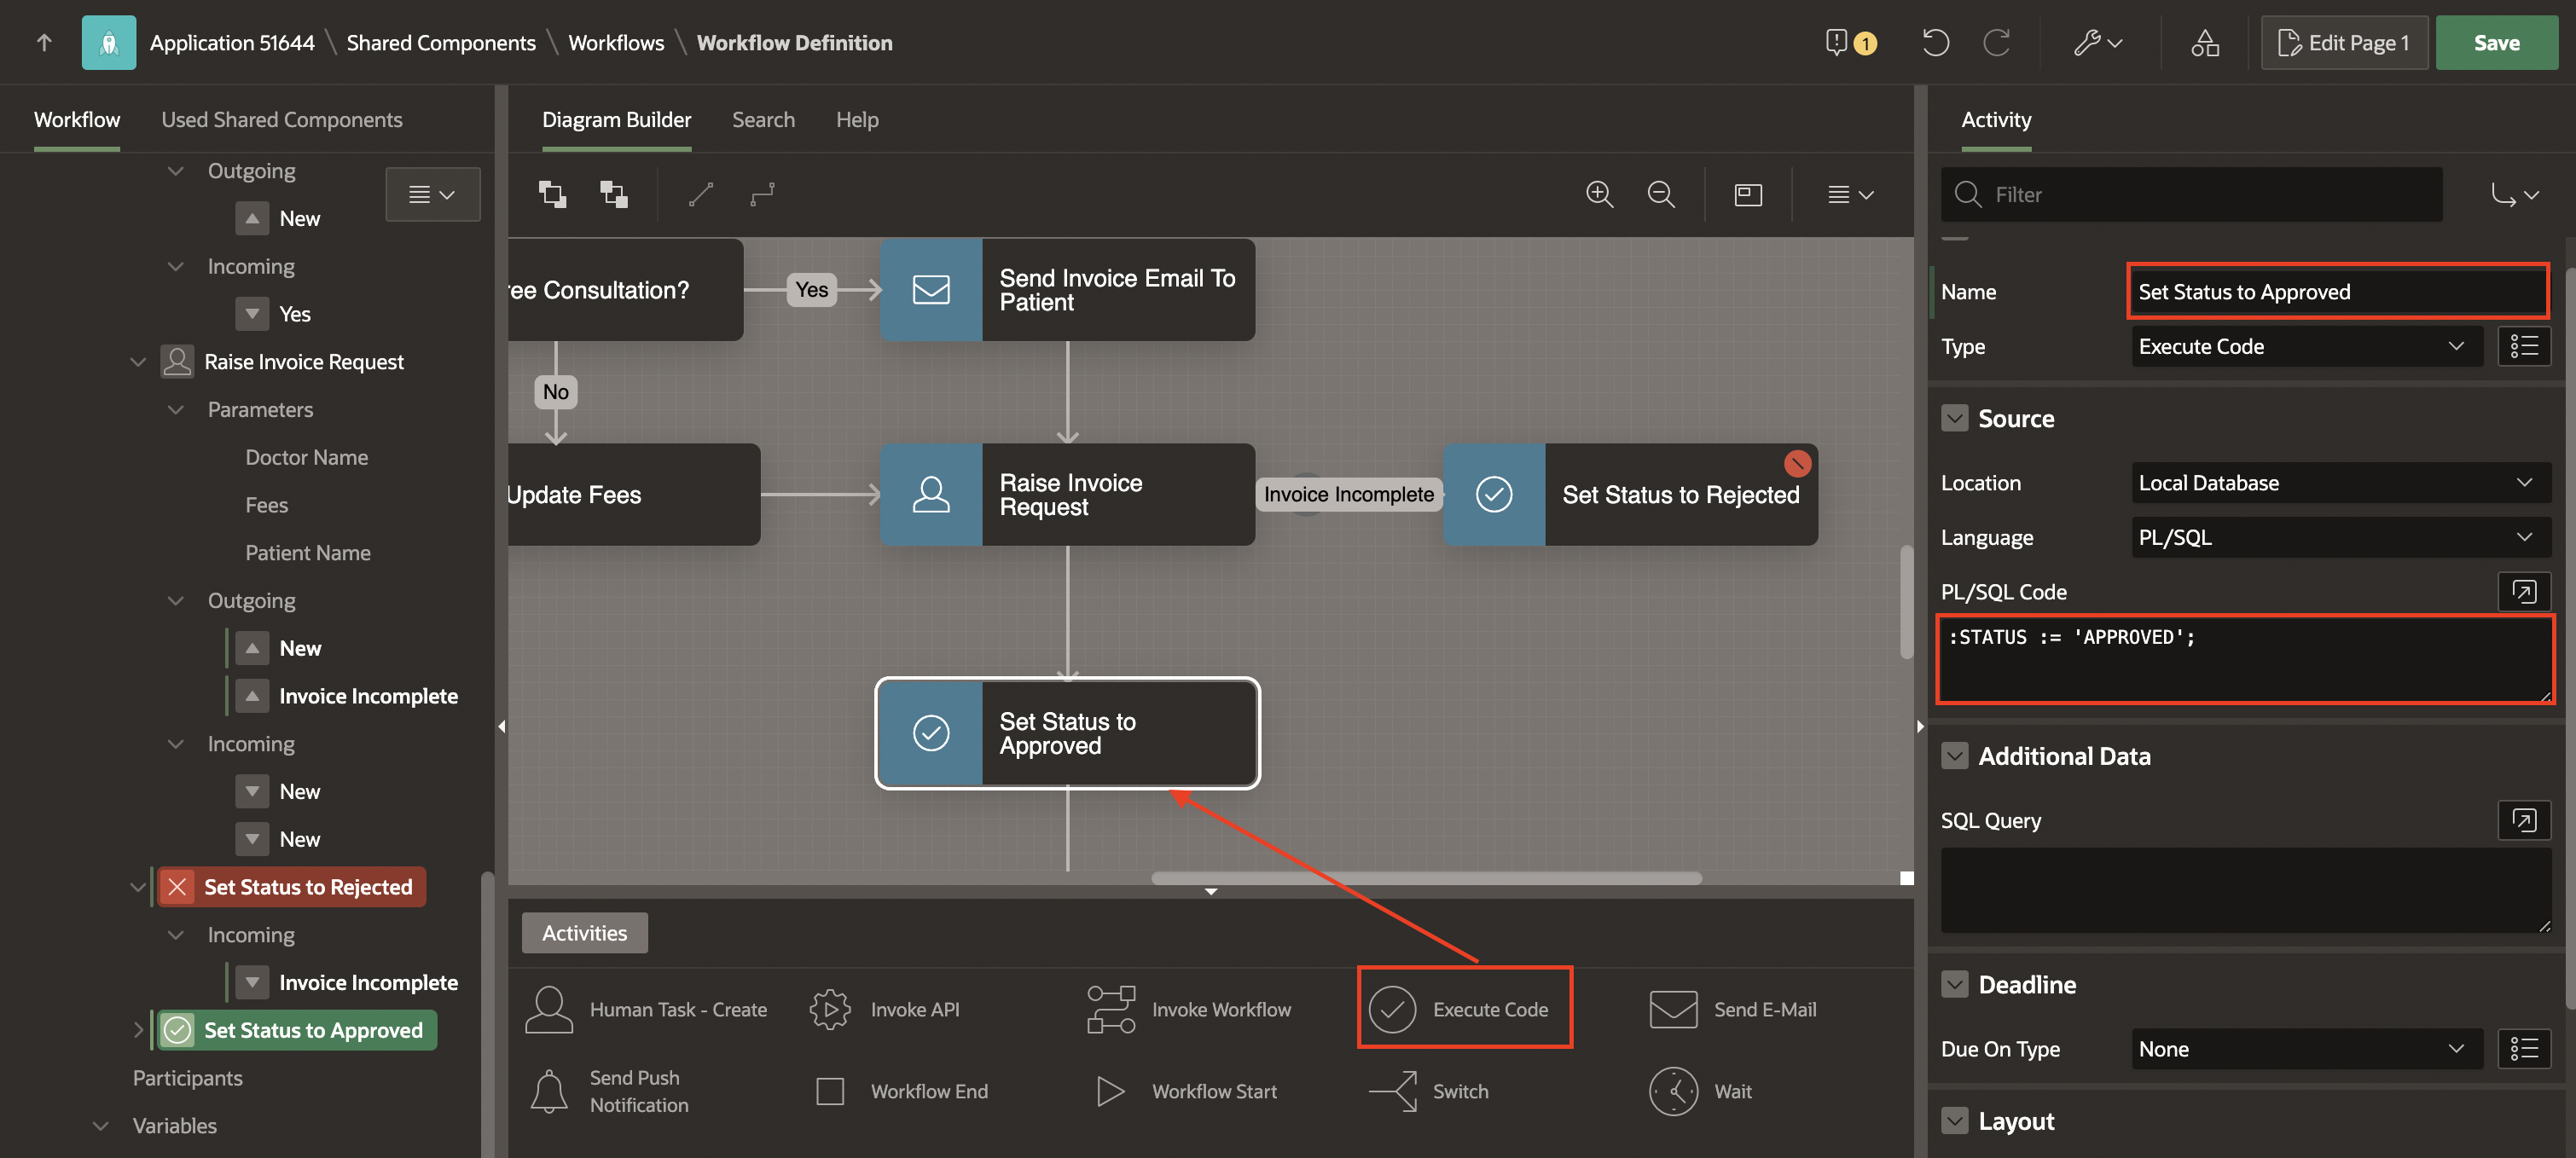 Application 51644 \ Shared Components \ Workflows \ Workflow Definition
1
Edit Page 1
Save
Workflow
Used Shared Components
Outgoing
New
Incoming
Yes
Raise Invoice Request
Parameters
Doctor Name
Fees
Patient Name
Outgoing
New
Invoice Incomplete
Incoming
New
New
Set Status to Rejected
Incoming
Invoice Incomplete
Set Status to Approved
Participants
Variables
Diagram Builder
Search
Help
ree Consultation?
Yes
Send Invoice Email To
Patient
No
Update Fees
Raise Invoice
Request
Invoice Incomplete
Set Status to Rejected
Set Status to
Approved
Activities
Human Task - Create
Invoke API
Invoke Workflow
Execute Code
Send E-Mail
Send Push
Notification
Workflow End
Workflow Start
Switch
Wait
Activity
Filter
Name
Set Status to Approved
Type
Execute Code
Source
Location
Local Database
Language
PL/SQL
PL/SQL Code
:STATUS := 'APPROVED';
Additional Data
SQL Query
Deadline
Due On Type
None
Layout